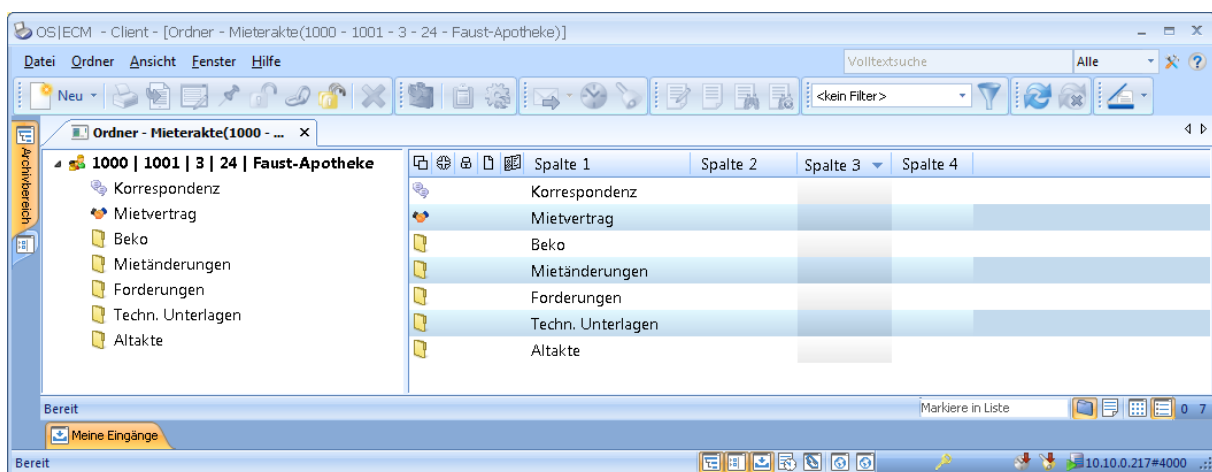 OS|ECM - Client - [Ordner - Mieterakte(1000 - 1001 - 3 - 24 - Faust-Apotheke)]
Datei Ordner Ansicht Fenster Hilfe Volltextsuche Alle
Neu <kein Filter>
Ordner - Mieterakte(1000 - ... X
Archivbereich
1000 | 1001 | 3 | 24 | Faust-Apotheke
Korrespondenz
Mietvertrag
Beko
Mietänderungen
Forderungen
Techn. Unterlagen
Altakte
Spalte 1 Spalte 2 Spalte 3 Spalte 4
Korrespondenz
Mietvertrag
Beko
Mietänderungen
Forderungen
Techn. Unterlagen
Altakte
Bereit Markiere in Liste 0 7
Meine Eingänge
Bereit 10.10.0.217#4000